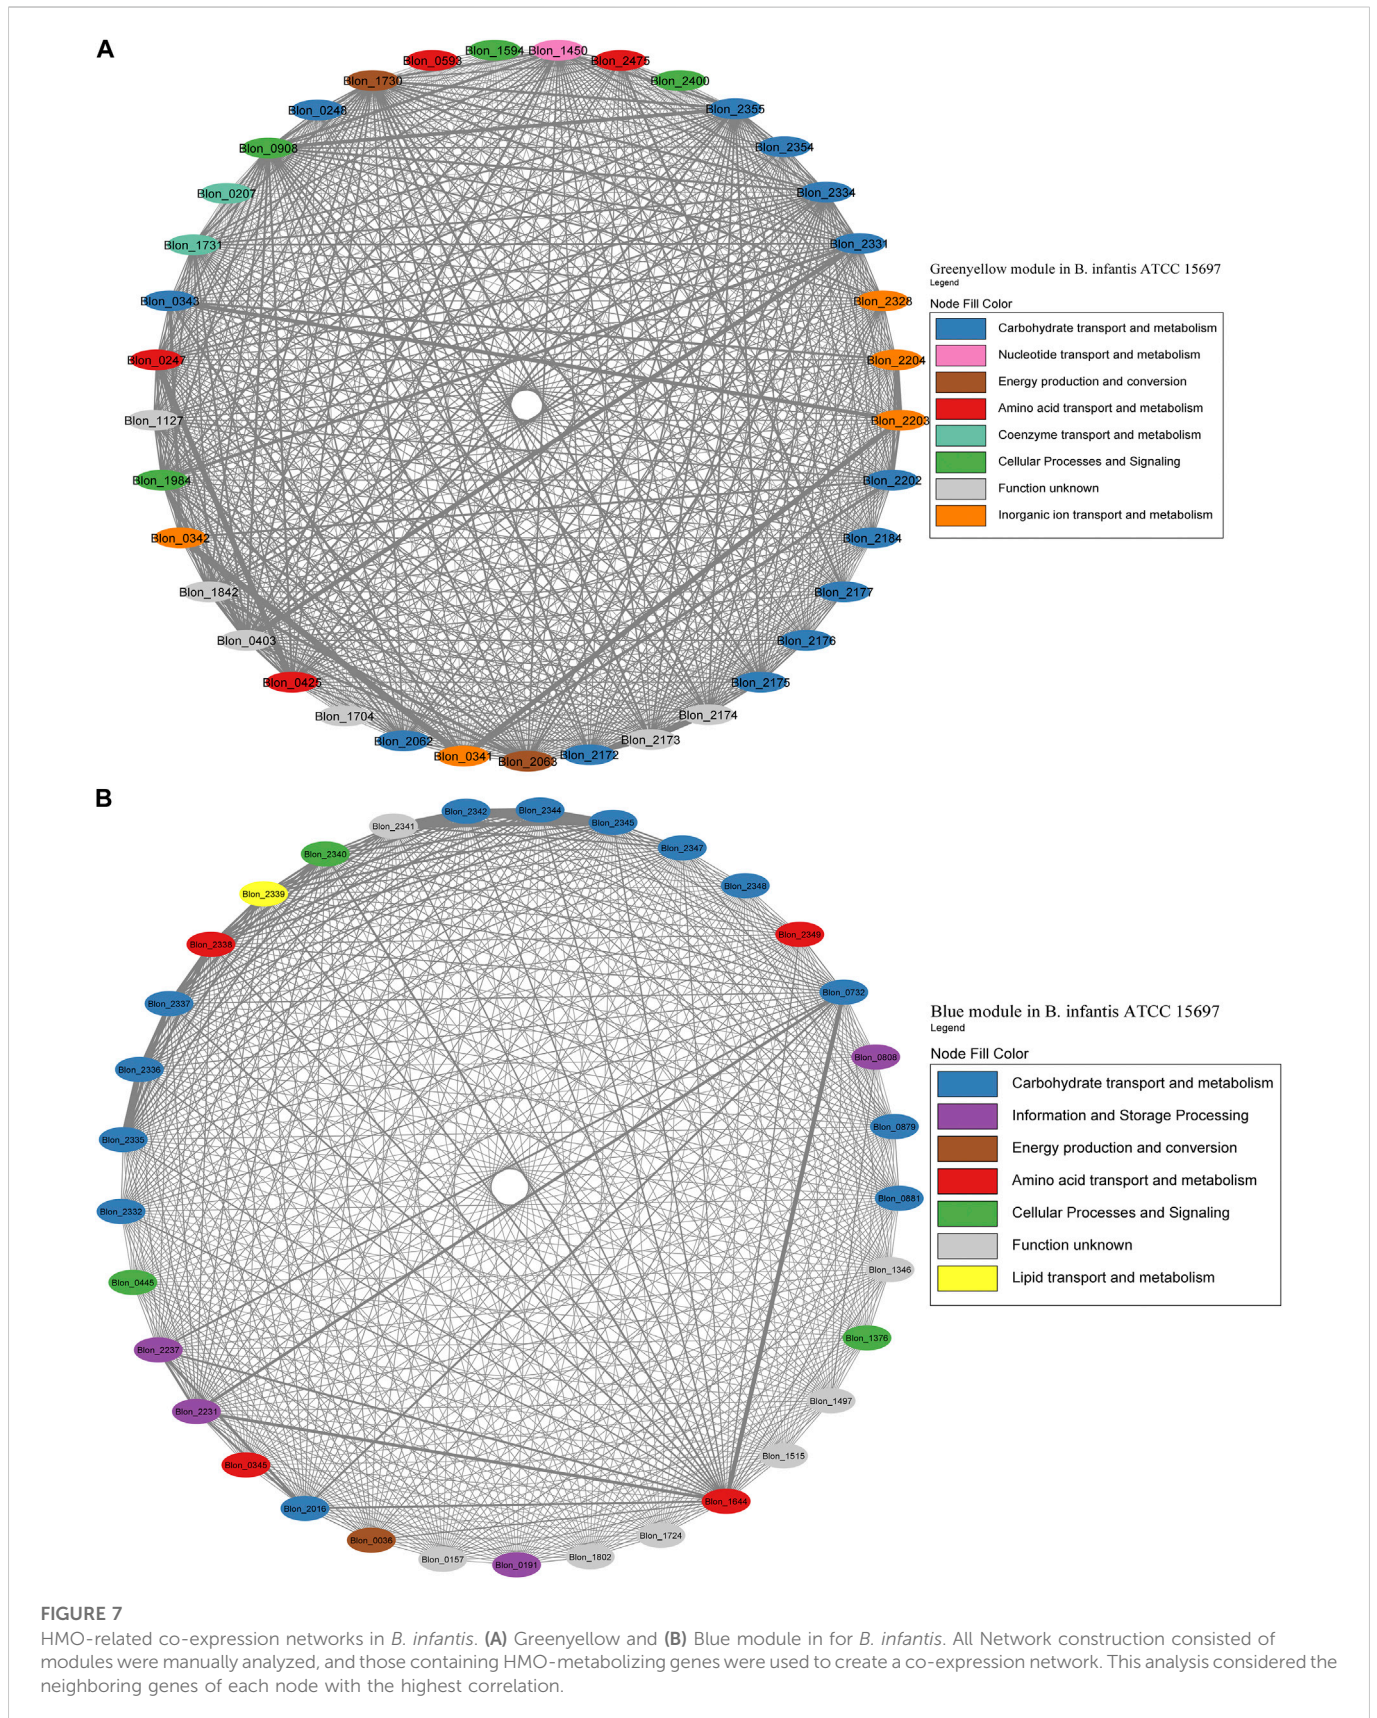 A
Blon_1594
Blon_1450
Blon_0593
Blon_2475
Blon_1730
Blon_2400
Blon_0248
Blon_2355
Blon_0908
Blon_2354
Blon_0207
Blon_2334
Blon_1731
Blon_2331
Blon_0343
Blon_2328
Blon_0247
Blon_2204
Blon_1127
Blon_2203
Blon_1984
Blon_2202
Blon_0342
Blon_2184
Blon_1842
Blon_2177
Blon_0403
Blon_2176
Blon_0425
Blon_2175
Blon_1704
Blon_2174
Blon_2062
Blon_2173
Blon_0341
Blon_2063
Blon_2172
Greenyellow module in B. infantis ATCC 15697
Legend
Node Fill Color
Carbohydrate transport and metabolism
Nucleotide transport and metabolism
Energy production and conversion
Amino acid transport and metabolism
Coenzyme transport and metabolism
Cellular Processes and Signaling
Function unknown
Inorganic ion transport and metabolism
B
Blon_2342
Blon_2344
Blon_2341
Blon_2345
Blon_2340
Blon_2347
Blon_2339
Blon_2348
Blon_2338
Blon_2349
Blon_2337
Blon_0732
Blon_2336
Blon_0808
Blon_2335
Blon_0879
Blon_2332
Blon_0881
Blon_0445
Blon_1346
Blon_2237
Blon_1376
Blon_2231
Blon_1497
Blon_0345
Blon_1515
Blon_2016
Blon_1644
Blon_0036
Blon_1724
Blon_0157
Blon_0191
Blon_1802
Blue module in B. infantis ATCC 15697
Legend
Node Fill Color
Carbohydrate transport and metabolism
Information and Storage Processing
Energy production and conversion
Amino acid transport and metabolism
Cellular Processes and Signaling
Function unknown
Lipid transport and metabolism
FIGURE 7
HMO-related co-expression networks in B. infantis. (A) Greenyellow and (B) Blue module in for B. infantis. All Network construction consisted of
modules were manually analyzed, and those containing HMO-metabolizing genes were used to create a co-expression network. This analysis considered the
neighboring genes of each node with the highest correlation.